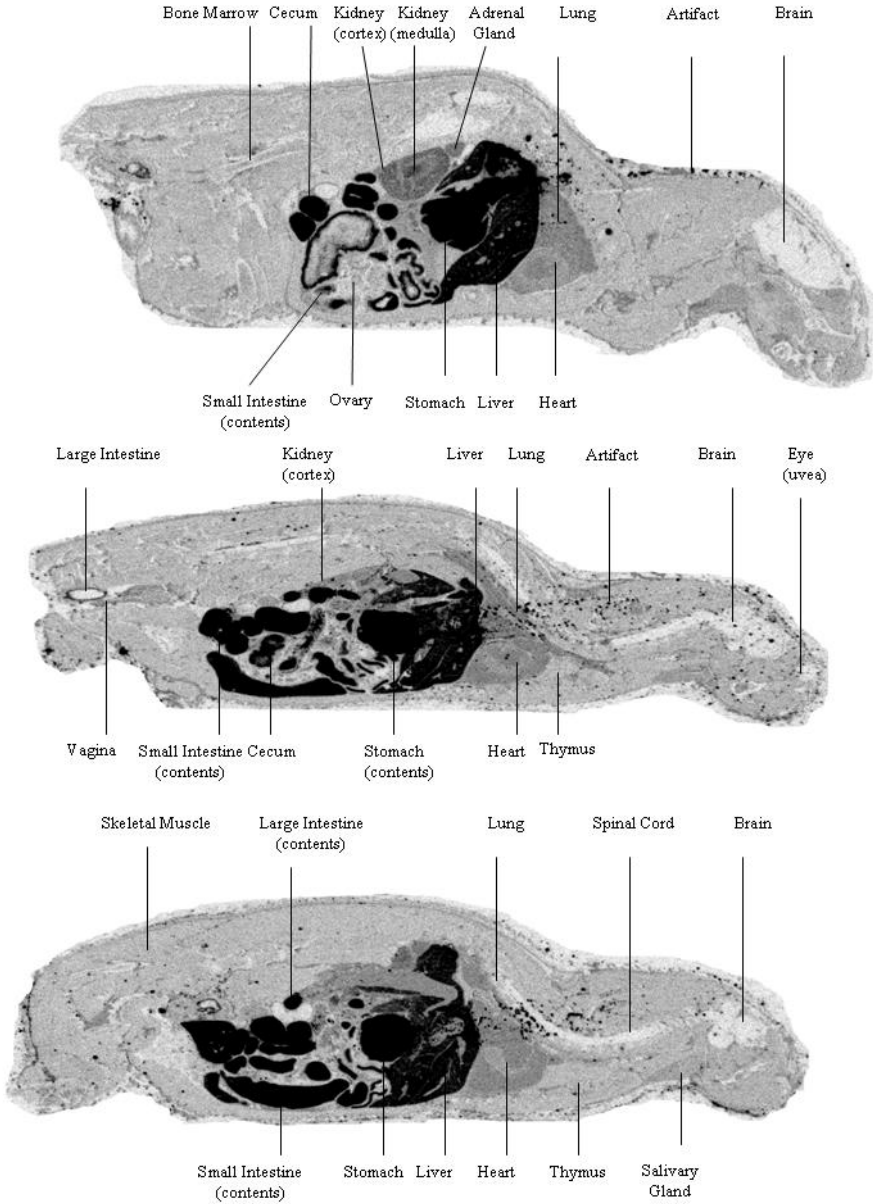 Bone Marrow Cecum Kidney Kidney Adrenal Lung Artifact Brain
(cortex) (medulla) Gland
Small Intestine Ovary Stomach Liver Heart
(contents)
Large Intestine Kidney Liver Lung Artifact Brain Eye
(cortex) (uvea)
Vagina Small Intestine Cecum Stomach Heart Thymus
(contents) (contents)
Skeletal Muscle Large Intestine Lung Spinal Cord Brain
(contents)
Small Intestine Stomach Liver Heart Thymus Salivary
(contents) Gland